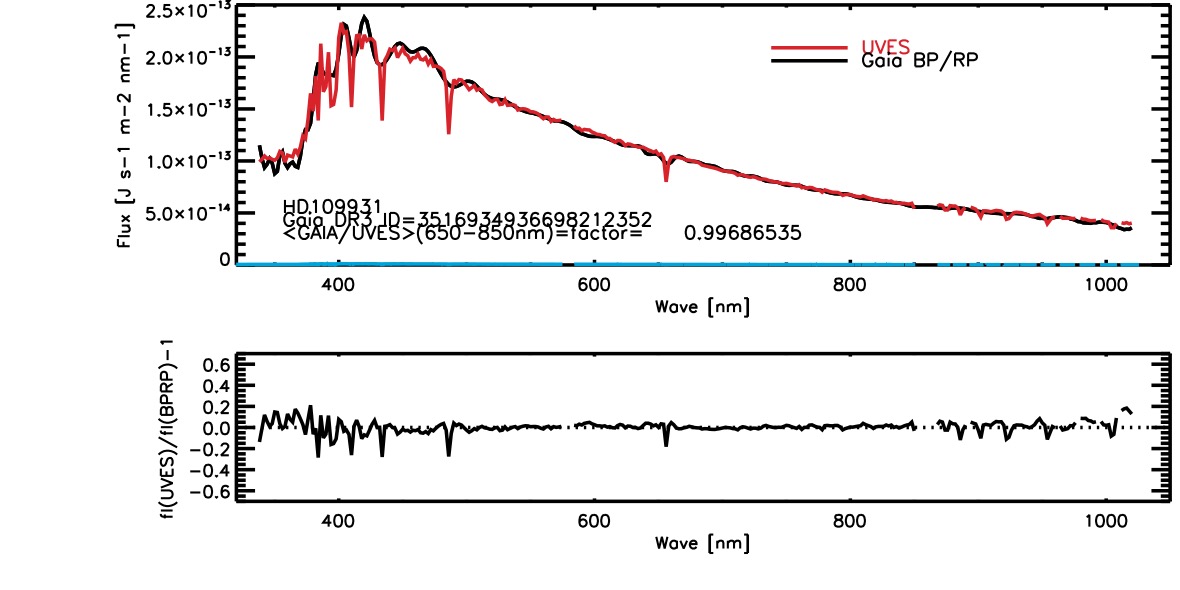 2.5×10−13
2.0×10−13
1.5×10−13
1.0×10−13
5.0×10−14
0
Flux [J s−1 m−2 nm−1]
UVES
Gaia BP/RP
HD109931
Gaia DR3 ID=3516934936698212352
<GAIA/UVES>(650−850nm)=factor= 0.99686535
400 600 800 1000
Wave [nm]
fl(UVES)/fl(BPRP)−1
0.6
0.4
0.2
0.0
−0.2
−0.4
−0.6
400 600 800 1000
Wave [nm]